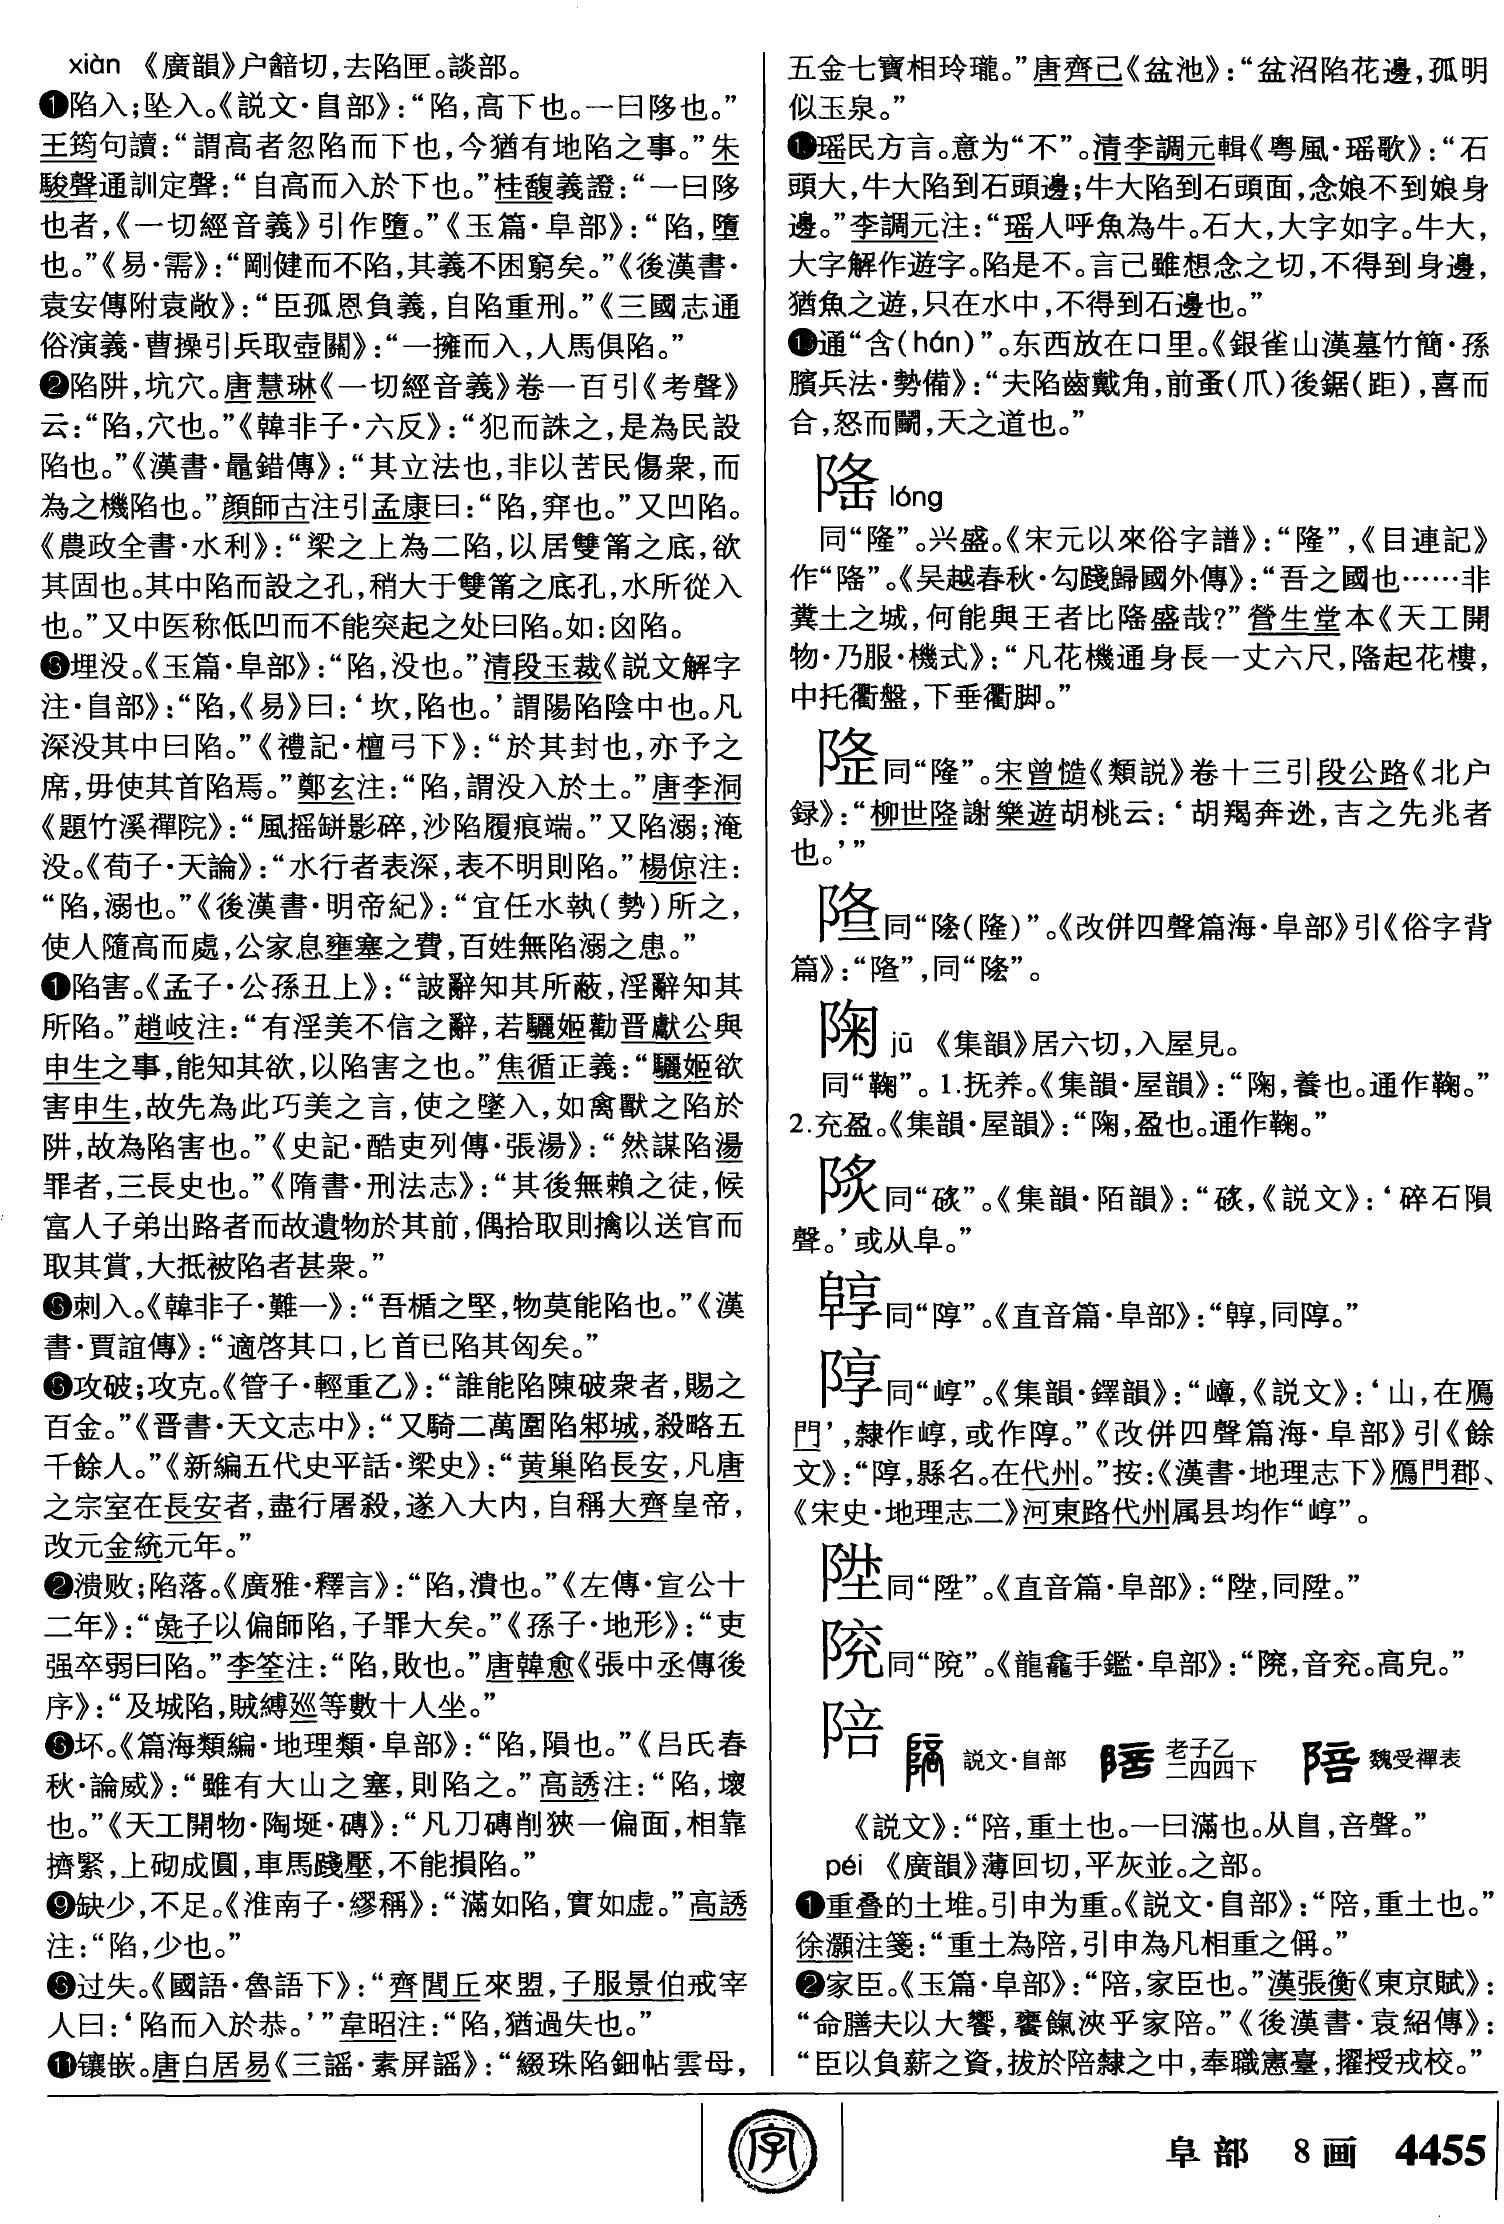 xiàn 《廣韻》户韽切，去陷匣。談部。
❶陷入；坠入。《説文·𨸏部》：“陷，高下也。一曰陊也。”
王筠句讀：“謂高者忽陷而下也，今猶有地陷之事。”朱
駿聲通訓定聲：“自高而入於下也。”桂馥義證：“一曰陊
也者，《一切經音義》引作墮。”《玉篇·阜部》：“陷，墮
也。”《易·需》：“剛健而不陷，其義不困窮矣。”《後漢書·
袁安傳附袁敞》：“臣孤恩負義，自陷重刑。”《三國志通
俗演義·曹操引兵取壺關》：“一擁而入，人馬俱陷。”
❷陷阱，坑穴。唐慧琳《一切經音義》卷一百引《考聲》
云：“陷，穴也。”《韓非子·六反》：“犯而誅之，是為民設
陷也。”《漢書·鼂錯傳》：“其立法也，非以苦民傷衆，而
為之機陷也。”顔師古注引孟康曰：“陷，穽也。”又凹陷。
《農政全書·水利》：“梁之上為二陷，以居雙筩之底，欲
其固也。其中陷而設之孔，稍大于雙筩之底孔，水所從入
也。”又中医称低凹而不能突起之处曰陷。如：囟陷。
❸埋没。《玉篇·阜部》：“陷，没也。”清段玉裁《説文解字
注·𨸏部》：“陷，《易》曰：‘坎，陷也。’謂陽陷陰中也。凡
深没其中曰陷。”《禮記·檀弓下》：“於其封也，亦予之
席，毋使其首陷焉。”鄭玄注：“陷，謂没入於土。”唐李洞
《題竹溪禪院》：“風摇缾影碎，沙陷履痕端。”又陷溺；淹
没。《荀子·天論》：“水行者表深，表不明則陷。”楊倞注：
“陷，溺也。”《後漢書·明帝紀》：“宜任水執（勢）所之，
使人隨高而處，公家息壅塞之費，百姓無陷溺之患。”
❶陷害。《孟子·公孫丑上》：“詖辭知其所蔽，淫辭知其
所陷。”趙岐注：“有淫美不信之辭，若驪姬勸晋獻公與
申生之事，能知其欲，以陷害之也。”焦循正義：“驪姬欲
害申生，故先為此巧美之言，使之墜入，如禽獸之陷於
阱，故為陷害也。”《史記·酷吏列傳·張湯》：“然謀陷湯
罪者，三長史也。”《隋書·刑法志》：“其後無賴之徒，候
富人子弟出路者而故遺物於其前，偶拾取則擒以送官而
取其賞，大抵被陷者甚衆。”
❺刺入。《韓非子·難一》：“吾楯之堅，物莫能陷也。”《漢
書·賈誼傳》：“適啓其口，匕首已陷其匈矣。”
❻攻破；攻克。《管子·輕重乙》：“誰能陷陳破衆者，賜之
百金。”《晋書·天文志中》：“又騎二萬圍陷邾城，殺略五
千餘人。”《新編五代史平話·梁史》：“黄巢陷長安，凡唐
之宗室在長安者，盡行屠殺，遂入大内，自稱大齊皇帝，
改元金統元年。”
❷溃败；陷落。《廣雅·釋言》：“陷，潰也。”《左傳·宣公十
二年》：“彘子以偏師陷，子罪大矣。”《孫子·地形》：“吏
强卒弱曰陷。”李筌注：“陷，敗也。”唐韓愈《張中丞傳後
序》：“及城陷，賊縛廵等數十人坐。”
❽坏。《篇海類編·地理類·阜部》：“陷，隕也。”《吕氏春
秋·論威》：“雖有大山之塞，則陷之。”高誘注：“陷，壞
也。”《天工開物·陶埏·磚》：“凡刀磚削狹一偏面，相靠
擠緊，上砌成圓，車馬踐壓，不能損陷。”
❾缺少，不足。《淮南子·繆稱》：“滿如陷，實如虚。”高誘
注：“陷，少也。”
❿过失。《國語·魯語下》：“齊閭丘來盟，子服景伯戒宰
人曰：‘陷而入於恭。’”韋昭注：“陷，猶過失也。”
⓫镶嵌。唐白居易《三謡·素屏謡》：“綴珠陷鈿帖雲母，
五金七寶相玲瓏。”唐齊己《盆池》：“盆沼陷花邊，孤明
似玉泉。”
⓬瑶民方言。意为“不”。清李調元輯《粤風·瑶歌》：“石
頭大，牛大陷到石頭邊；牛大陷到石頭面，念娘不到娘身
邊。”李調元注：“瑶人呼魚為牛。石大，大字如字。牛大，
大字解作遊字。陷是不。言己雖想念之切，不得到身邊，
猶魚之遊，只在水中，不得到石邊也。”
⓭通“含（hán）”。东西放在口里。《銀雀山漢墓竹簡·孫
臏兵法·勢備》：“夫陷齒戴角，前蚤（爪）後鋸（距），喜而
合，怒而鬭，天之道也。”
lóng
同“隆”。兴盛。《宋元以來俗字譜》：“隆”，《目連記》
作“”。《吴越春秋·勾踐歸國外傳》：“吾之國也……非
糞土之城，何能與王者比盛哉？”營生堂本《天工開
物·乃服·機式》：“凡花機通身長一丈六尺，起花樓，
中托衢盤，下垂衢脚。”
同“隆”。宋曾慥《類説》卷十三引段公路《北户
録》：“柳世謝樂遊胡桃云：‘胡羯奔迯，吉之先兆者
也。’”
同“（隆）”。《改併四聲篇海·阜部》引《俗字背
篇》：“”，同“”。
陱 jū 《集韻》居六切，入屋見。
同“鞠”。1.抚养。《集韻·屋韻》：“陱，養也。通作鞠。”
2.充盈。《集韻·屋韻》：“陱，盈也。通作鞠。”
同“”。《集韻·陌韻》：“，《説文》：‘碎石隕
聲。’或从阜。”
同“陙”。《直音篇·阜部》：“，同。”
同“崞”。《集韻·鐸韻》：“，《説文》：‘山，在鴈
門’，隸作崞，或作。”《改併四聲篇海·阜部》引《餘
文》：“，縣名。在代州。”按：《漢書·地理志下》鴈門郡、
《宋史·地理志二》河東路代州属县均作“崞”。
同“陞”。《直音篇·阜部》：“，同陞。”
同“”。《龍龕手鑑·阜部》：“，音兖。高皃。”
陪 説文·𨸏部 老子乙二四四下 魏受禪表
《説文》：“陪，重土也。一曰滿也。从𨸏，咅聲。”
péi 《廣韻》薄回切，平灰並。之部。
❶重叠的土堆。引申为重。《説文·𨸏部》：“陪，重土也。”
徐灝注箋：“重土為陪，引申為凡相重之偁。”
❷家臣。《玉篇·阜部》：“陪，家臣也。”漢張衡《東京賦》：
“命膳夫以大饗，饔餼浹乎家陪。”《後漢書·袁紹傳》：
“臣以負薪之資，拔於陪隸之中，奉職憲臺，擢授戎校。”
字
阜部 8画 4455